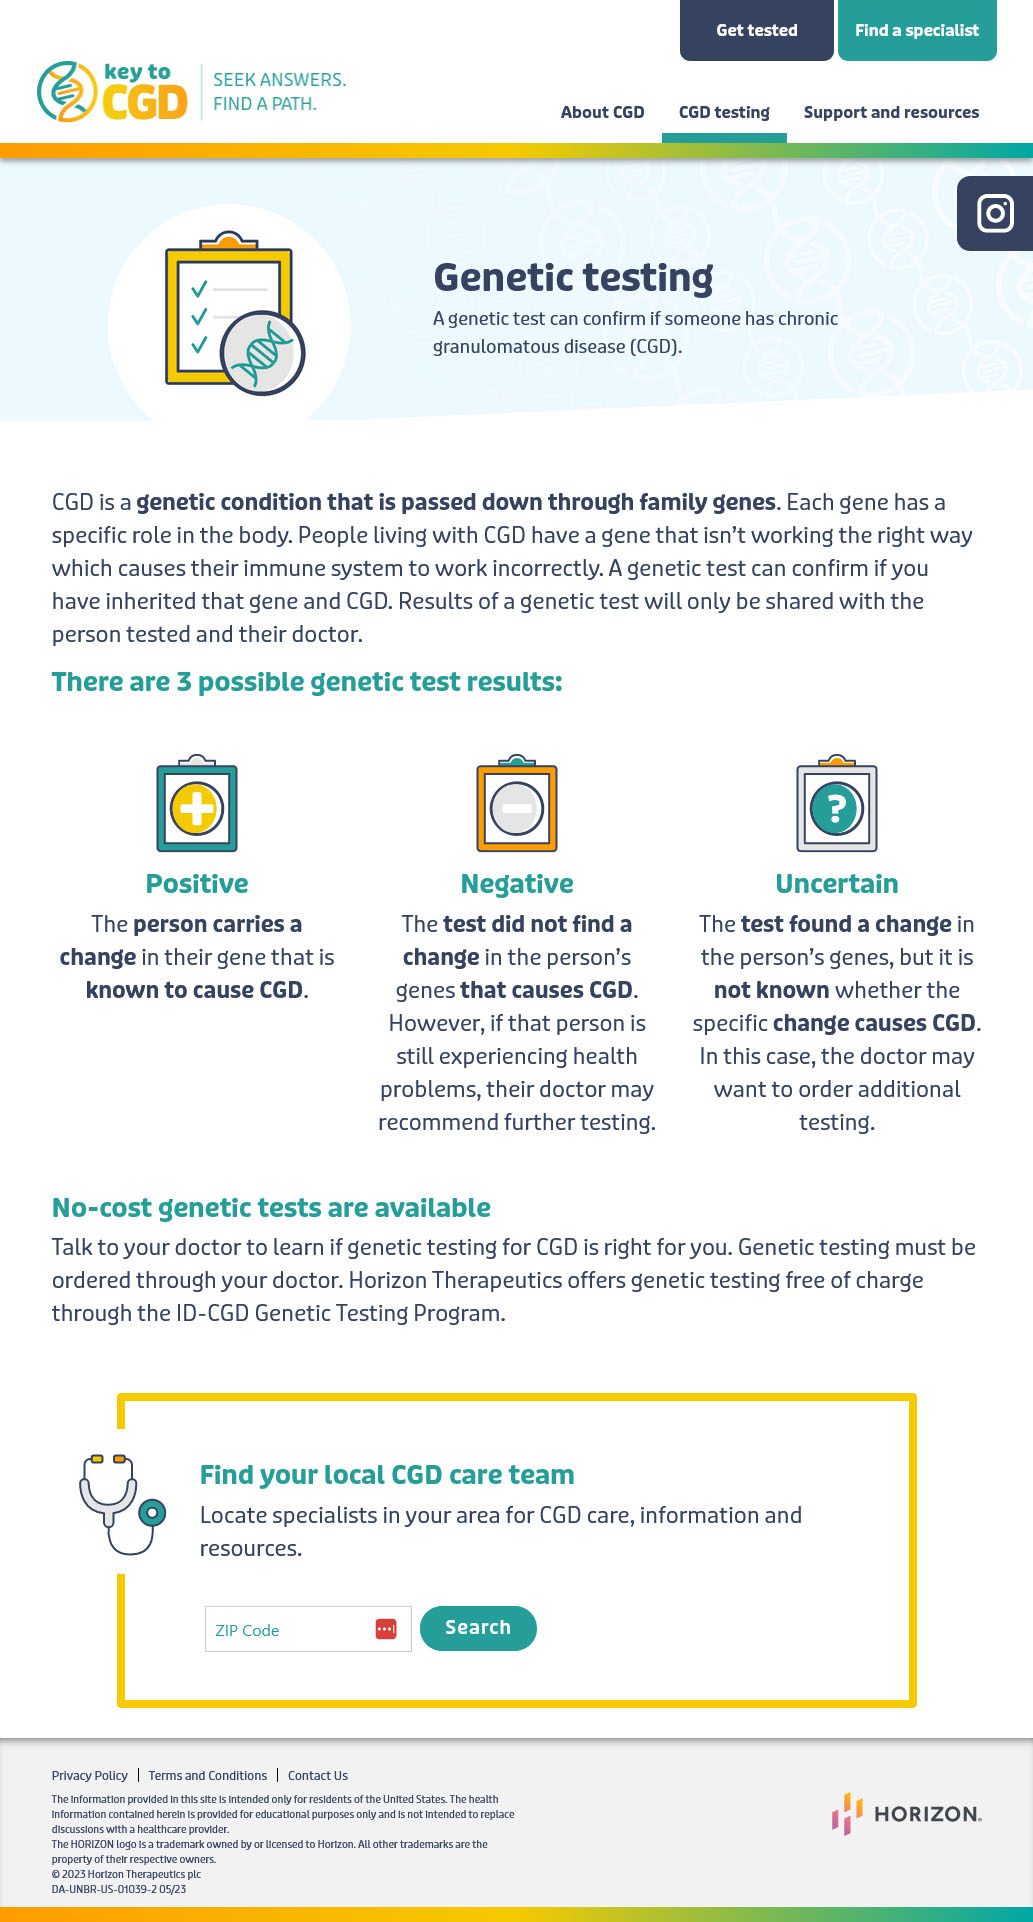 Get tested
Find a specialist
key to
CGD
SEEK ANSWERS.
FIND A PATH.
About CGD
CGD testing
Support and resources
Genetic testing
A genetic test can confirm if someone has chronic
granulomatous disease (CGD).
CGD is a genetic condition that is passed down through family genes. Each gene has a
specific role in the body. People living with CGD have a gene that isn’t working the right way
which causes their immune system to work incorrectly. A genetic test can confirm if you
have inherited that gene and CGD. Results of a genetic test will only be shared with the
person tested and their doctor.
There are 3 possible genetic test results:
Positive
The person carries a
change in their gene that is
known to cause CGD.
Negative
The test did not find a
change in the person’s
genes that causes CGD.
However, if that person is
still experiencing health
problems, their doctor may
recommend further testing.
?
Uncertain
The test found a change in
the person’s genes, but it is
not known whether the
specific change causes CGD.
In this case, the doctor may
want to order additional
testing.
No-cost genetic tests are available
Talk to your doctor to learn if genetic testing for CGD is right for you. Genetic testing must be
ordered through your doctor. Horizon Therapeutics offers genetic testing free of charge
through the ID-CGD Genetic Testing Program.
Find your local CGD care team
Locate specialists in your area for CGD care, information and
resources.
ZIP Code
Search
Privacy Policy | Terms and Conditions | Contact Us
The information provided in this site is intended only for residents of the United States. The health
information contained herein is provided for educational purposes only and is not intended to replace
discussions with a healthcare provider.
The HORIZON logo is a trademark owned by or licensed to Horizon. All other trademarks are the
property of their respective owners.
© 2023 Horizon Therapeutics plc
DA-UNBR-US-01039-2 05/23
HORIZON®